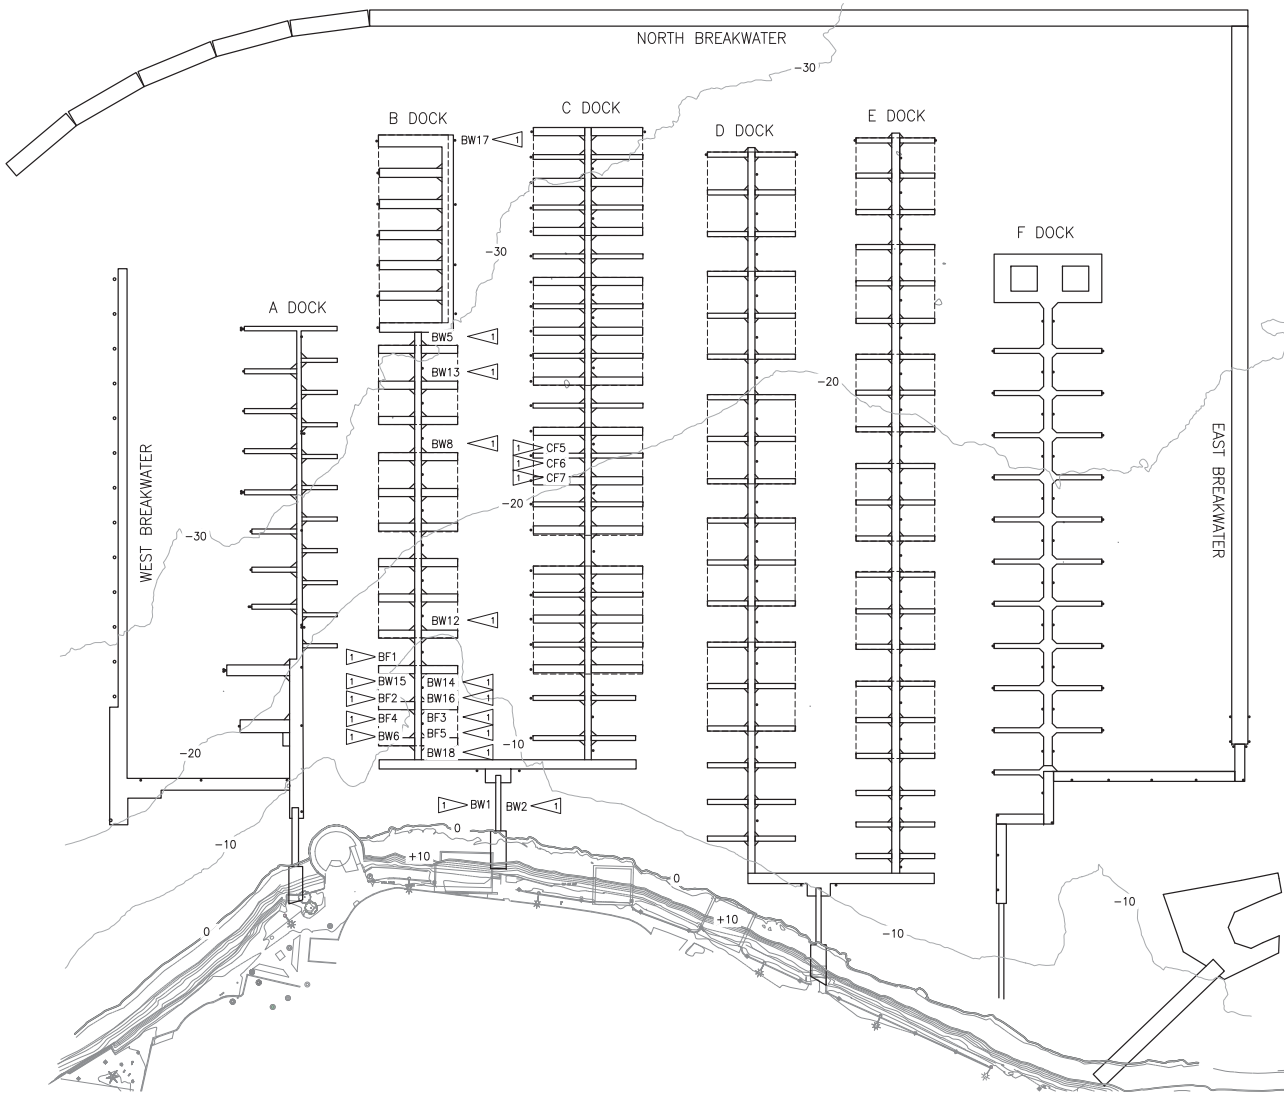 NORTH BREAKWATER
-30
C DOCK
E DOCK
B DOCK
D DOCK
BW17 1
F DOCK
-30
A DOCK
BW5 1
BW13 1
-20
BW8 1
1 CF5
1 CF6
1 CF7
WEST BREAKWATER
EAST BREAKWATER
-20
-30
BW12 1
1 BF1
1 BW15
BW14 1
1 BF2
BW16 1
1 BF4
BF3 1
1 BW6
BF5 1
-10
BW18 1
-20
1 BW1
BW2 1
0
-10
+10
0
-10
+10
0
-10